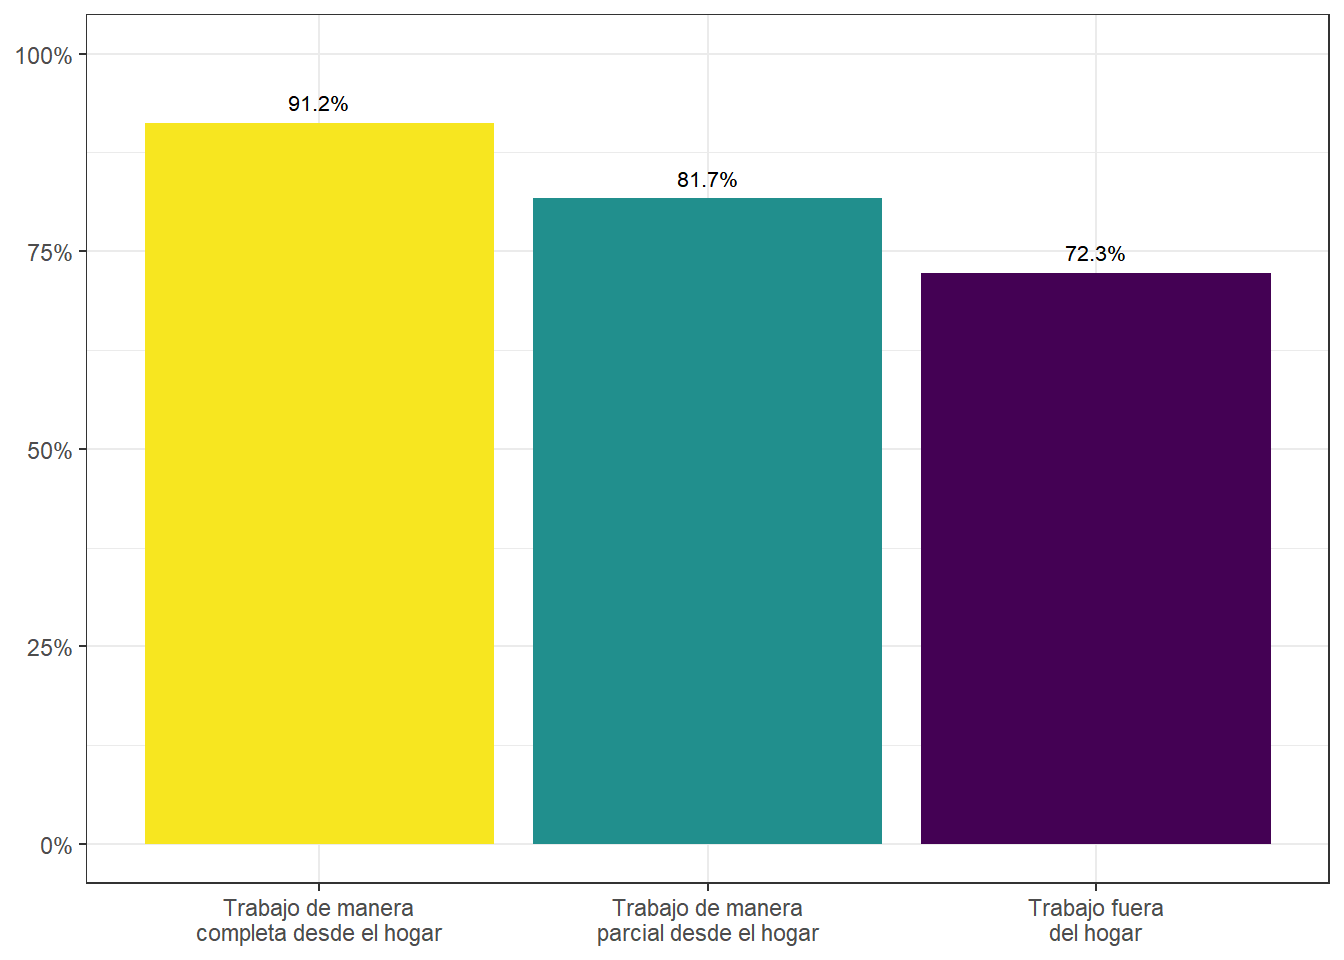 100%
75%
50%
25%
0%
91.2%
81.7%
72.3%
Trabajo de manera
completa desde el hogar
Trabajo de manera
parcial desde el hogar
Trabajo fuera
del hogar